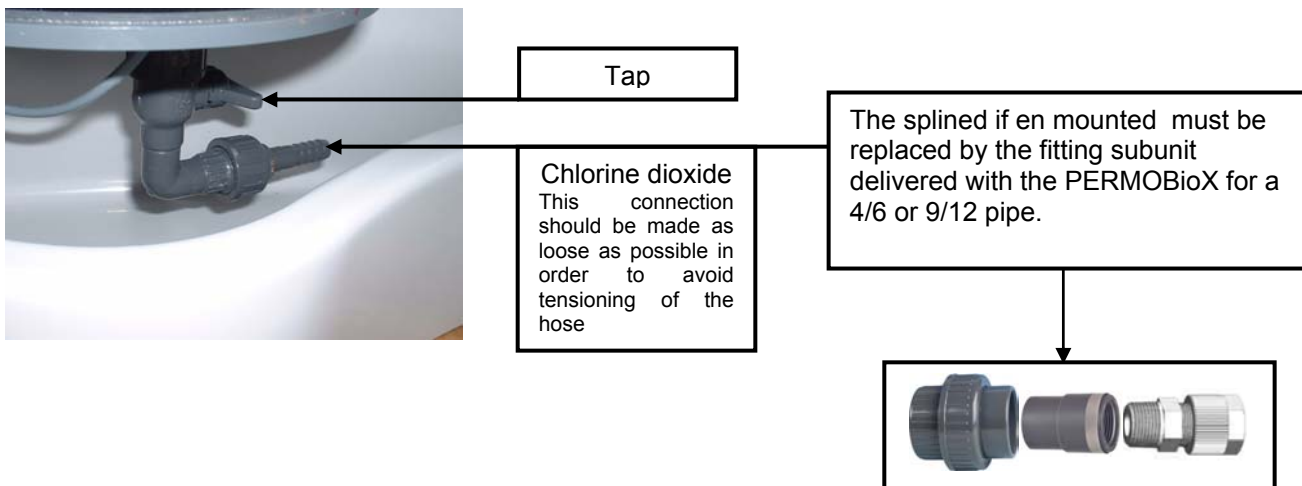 Tap
Chlorine dioxide
This connection
should be made as
loose as possible in
order to avoid
tensioning of the
hose
The splined if en mounted must be
replaced by the fitting subunit
delivered with the PERMOBioX for a
4/6 or 9/12 pipe.